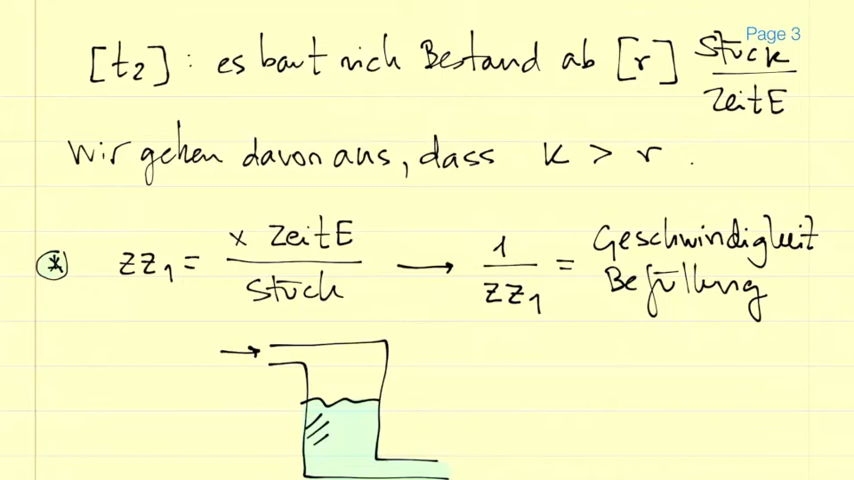 Page 3
[t₂] : es baut sich Bestand ab [r] Stück / ZeitE
Wir gehen davon aus, dass k > r .
* ZZ₁ = x ZeitE / Stück → 1 / ZZ₁ = Geschwindigkeit Befüllung